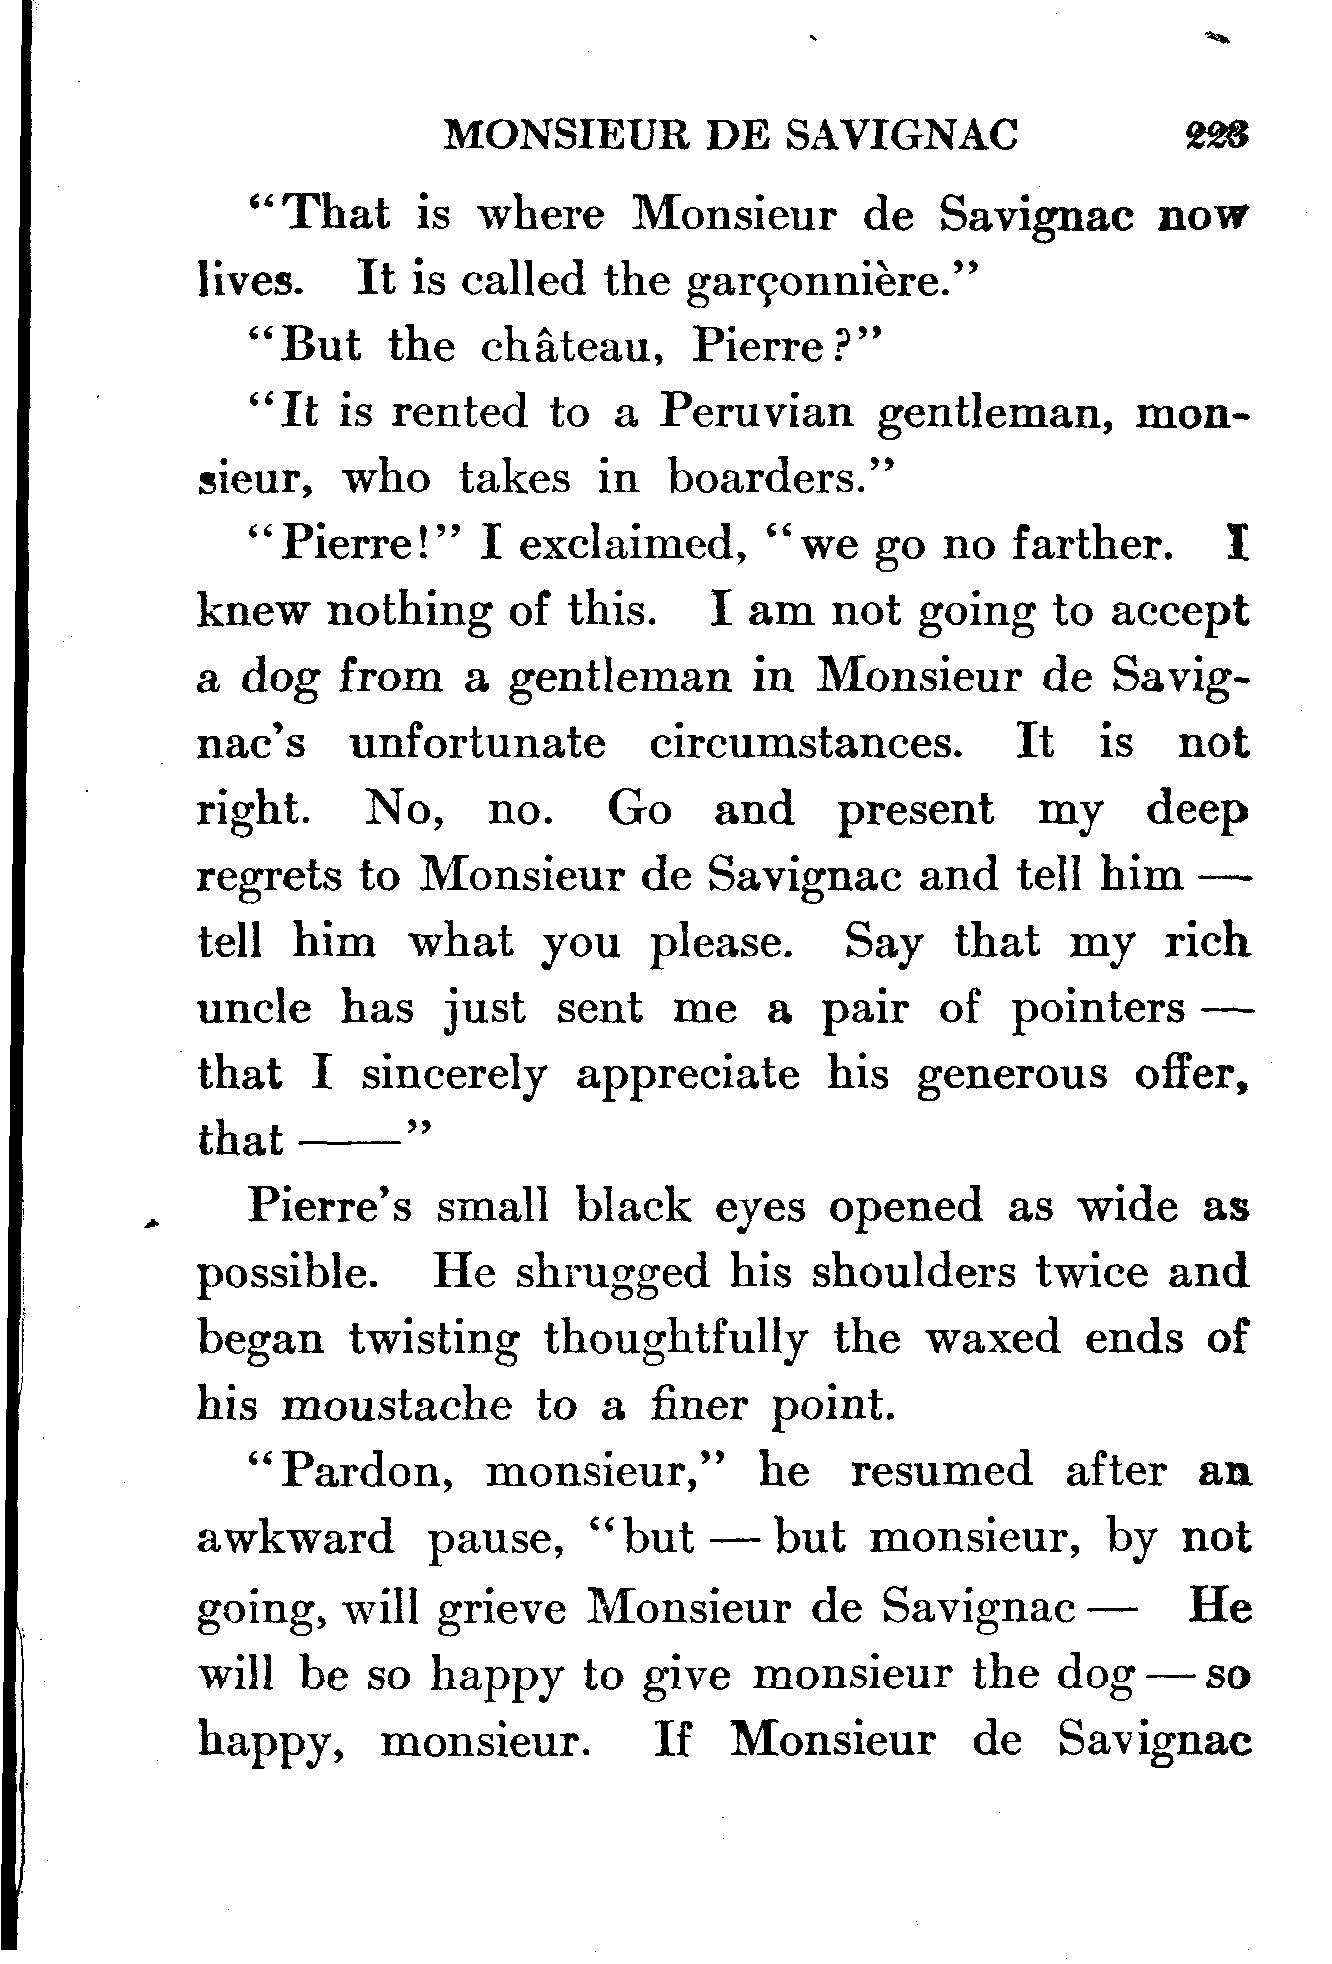 MONSIEUR DE SAVIGNAC 223
“That is where Monsieur de Savignac now
lives. It is called the garçonnière.”
“But the château, Pierre?”
“It is rented to a Peruvian gentleman, mon-
sieur, who takes in boarders.”
“Pierre!” I exclaimed, “we go no farther. I
knew nothing of this. I am not going to accept
a dog from a gentleman in Monsieur de Savig-
nac’s unfortunate circumstances. It is not
right. No, no. Go and present my deep
regrets to Monsieur de Savignac and tell him —
tell him what you please. Say that my rich
uncle has just sent me a pair of pointers —
that I sincerely appreciate his generous offer,
that ——”
Pierre’s small black eyes opened as wide as
possible. He shrugged his shoulders twice and
began twisting thoughtfully the waxed ends of
his moustache to a finer point.
“Pardon, monsieur,” he resumed after an
awkward pause, “but — but monsieur, by not
going, will grieve Monsieur de Savignac — He
will be so happy to give monsieur the dog — so
happy, monsieur. If Monsieur de Savignac